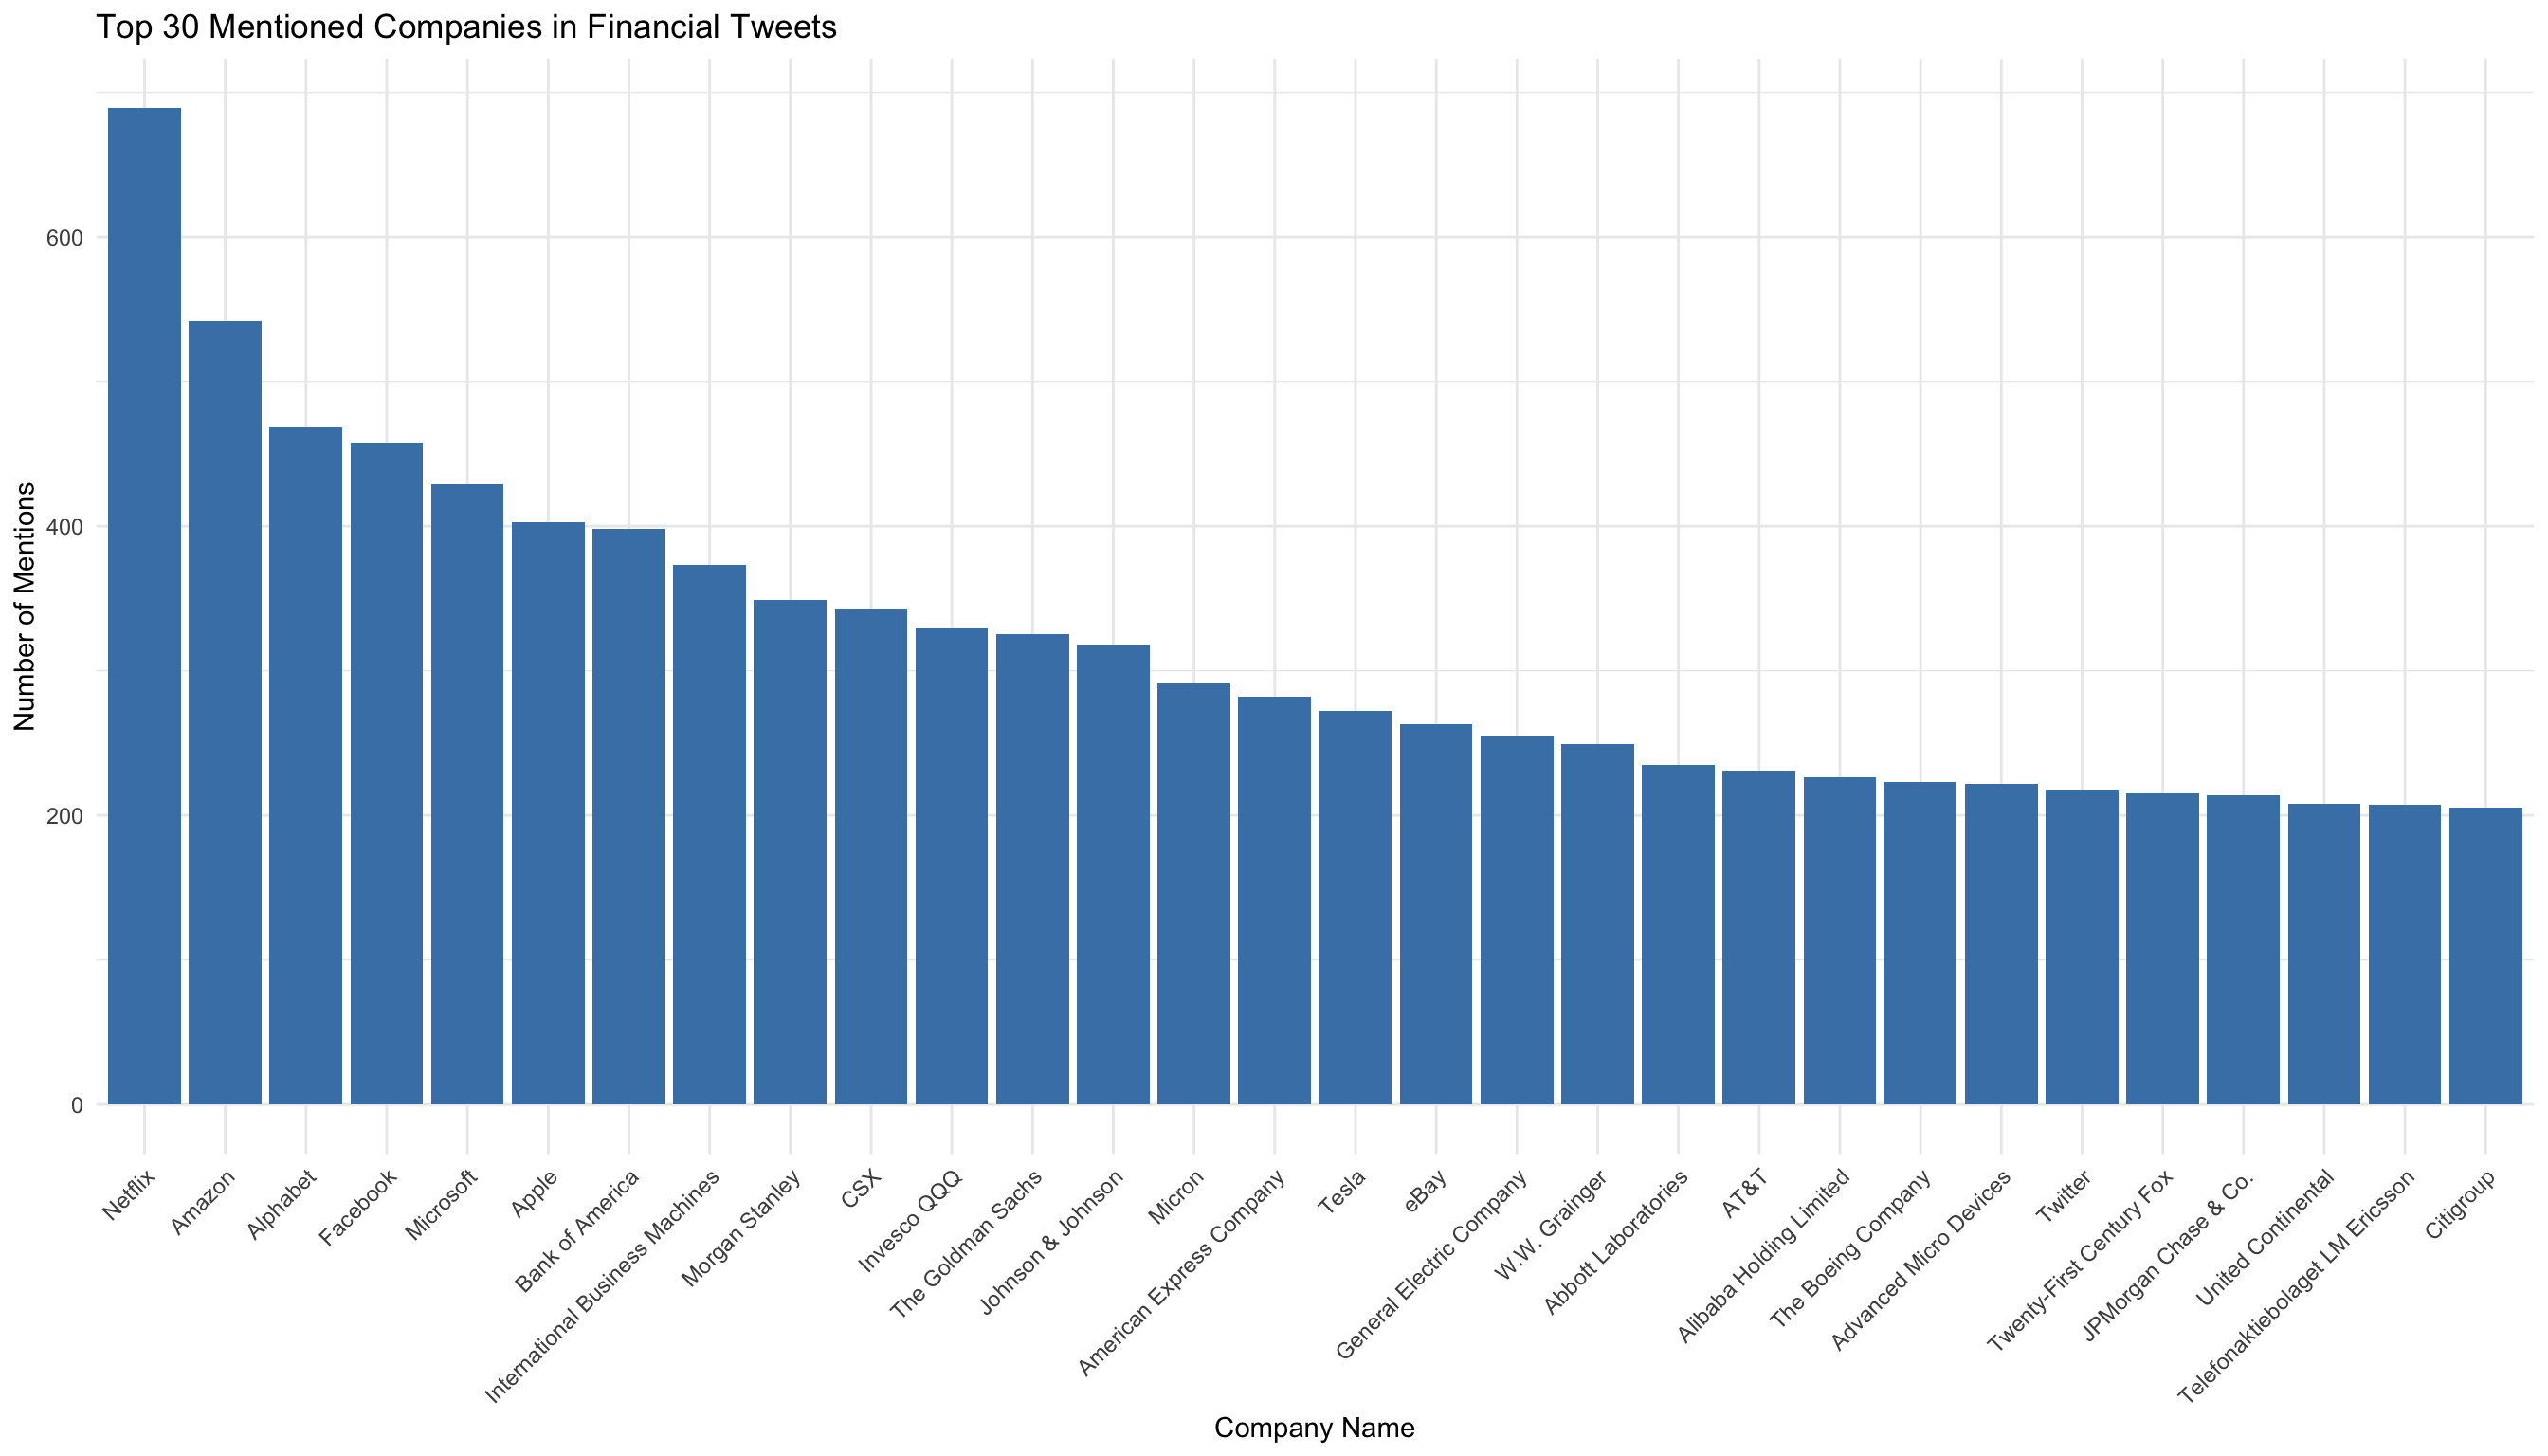 Top 30 Mentioned Companies in Financial Tweets
Number of Mentions
600
400
200
0
Netflix
Amazon
Alphabet
Facebook
Microsoft
Apple
Bank of America
International Business Machines
Morgan Stanley
CSX
Invesco QQQ
The Goldman Sachs
Johnson & Johnson
Micron
American Express Company
Tesla
eBay
General Electric Company
W.W. Grainger
Abbott Laboratories
AT&T
Alibaba Holding Limited
The Boeing Company
Advanced Micro Devices
Twitter
Twenty-First Century Fox
JPMorgan Chase & Co.
United Continental
Telefonaktiebolaget LM Ericsson
Citigroup
Company Name